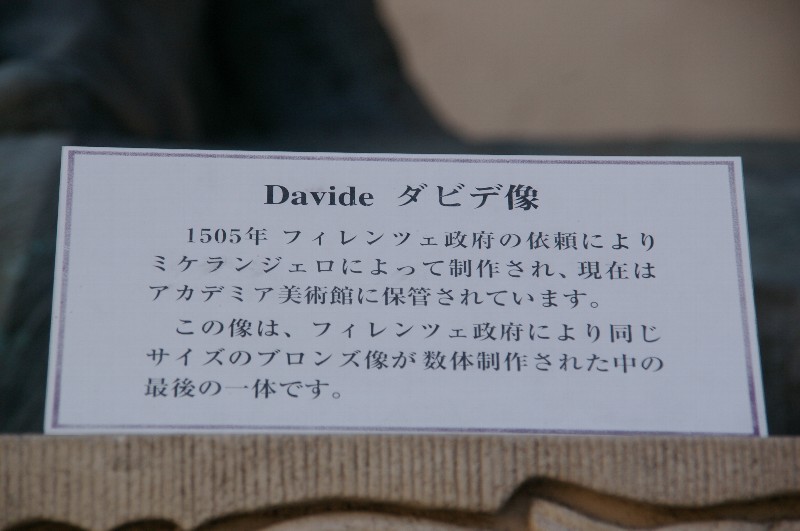 Davide ダビデ像
1505年 フィレンツェ政府の依頼により
ミケランジェロによって制作され、現在は
アカデミア美術館に保管されています。
この像は、フィレンツェ政府により同じ
サイズのブロンズ像が数体制作された中の
最後の一体です。